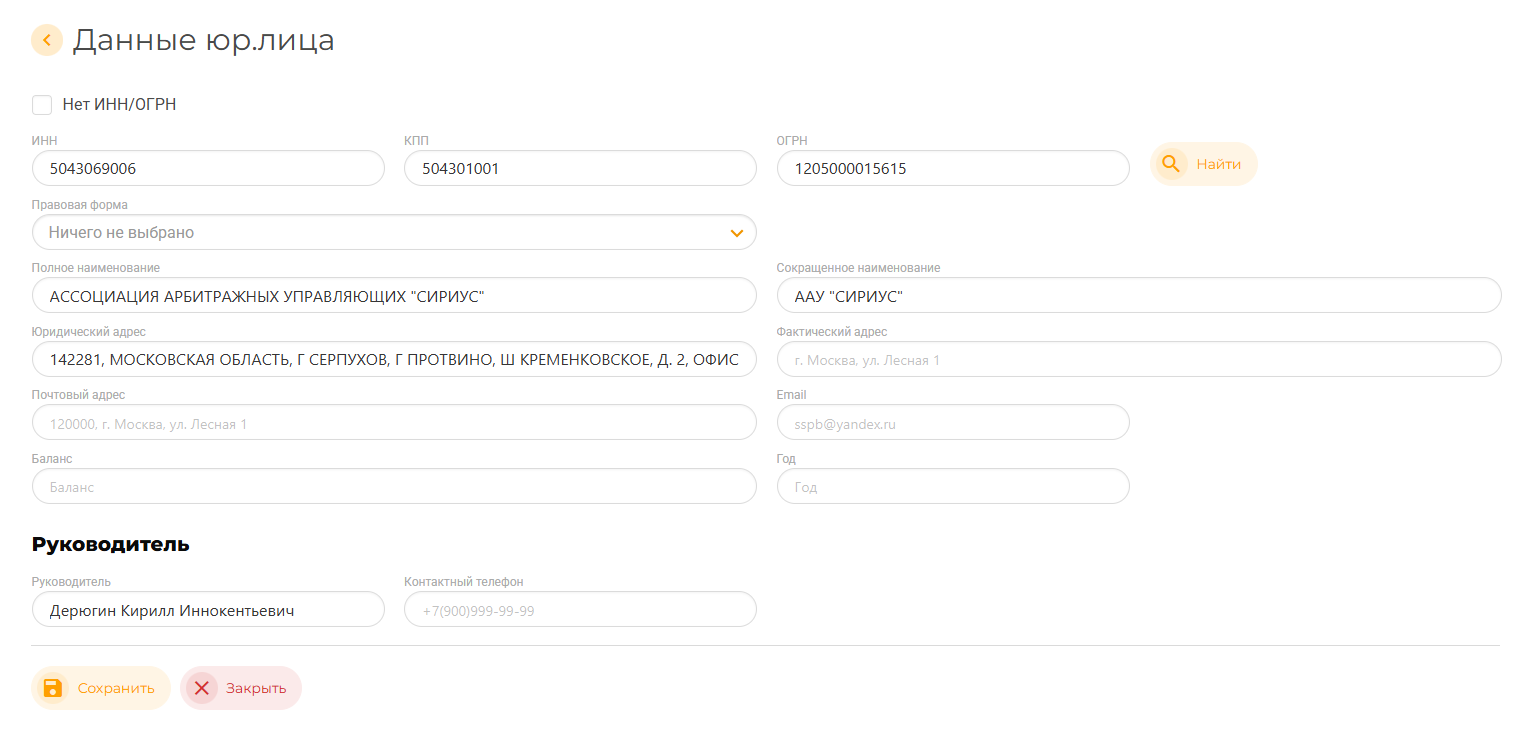 Данные юр.лица
Нет ИНН/ОГРН
ИНН КПП ОГРН
5043069006 504301001 1205000015615 Найти
Правовая форма
Ничего не выбрано
Полное наименование Сокращенное наименование
АССОЦИАЦИЯ АРБИТРАЖНЫХ УПРАВЛЯЮЩИХ "СИРИУС" ААУ "СИРИУС"
Юридический адрес Фактический адрес
142281, МОСКОВСКАЯ ОБЛАСТЬ, Г СЕРПУХОВ, Г ПРОТВИНО, Ш КРЕМЕНКОВСКОЕ, Д. 2, ОФИС г. Москва, ул. Лесная 1
Почтовый адрес Email
120000, г. Москва, ул. Лесная 1 sspb@yandex.ru
Баланс Год
Баланс Год
Руководитель
Руководитель Контактный телефон
Дерюгин Кирилл Иннокентьевич +7(900)999-99-99
Сохранить Закрыть